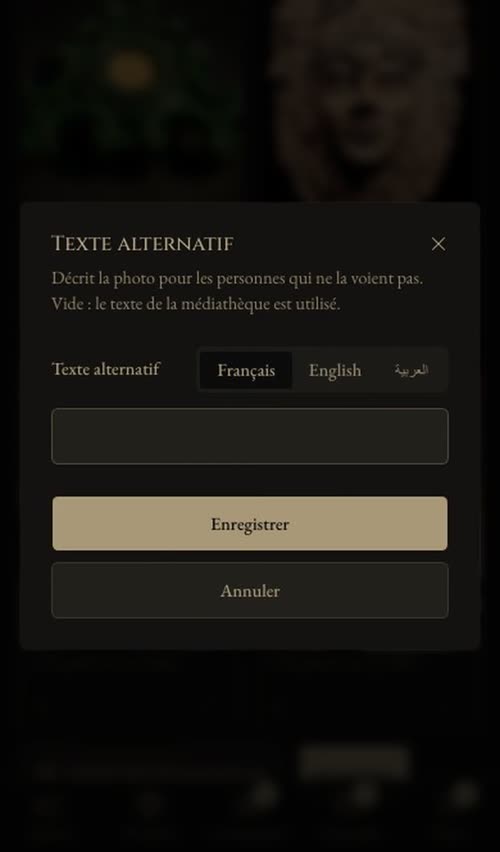 Texte alternatif
Décrit la photo pour les personnes qui ne la voient pas.
Vide : le texte de la médiathèque est utilisé.
Texte alternatif
Français
English
العربية
Enregistrer
Annuler